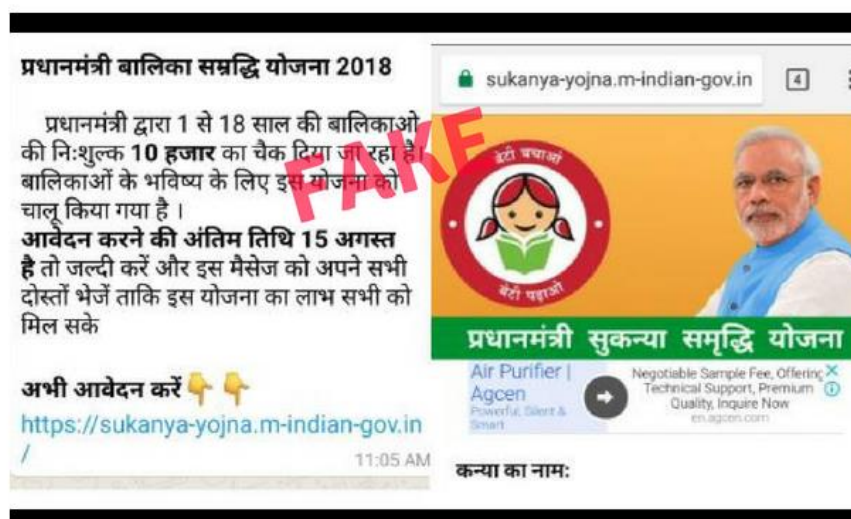 प्रधानमंत्री बालिका सम्रद्धि योजना 2018
प्रधानमंत्री द्वारा 1 से 18 साल की बालिकाओ
की निःशुल्क 10 हजार का चैक दिया जा रहा है।
बालिकाओं के भविष्य के लिए इस योजना को
चालू किया गया है ।
आवेदन करने की अंतिम तिथि 15 अगस्त
है तो जल्दी करें और इस मैसेज को अपने सभी
दोस्तों भेजें ताकि इस योजना का लाभ सभी को
मिल सके
अभी आवेदन करें
https://sukanya-yojna.m-indian-gov.in
/
11:05 AM
FAKE
sukanya-yojna.m-indian-gov.in
4
बेटी बचाओ
बेटी पढ़ाओ
प्रधानमंत्री सुकन्या समृद्धि योजना
Air Purifier |
Agcen
Powerful, Silent &
Smart
Negotiable Sample Fee, Offering
Technical Support, Premium
Quality, Inquire Now
en.agcen.com
कन्या का नाम: